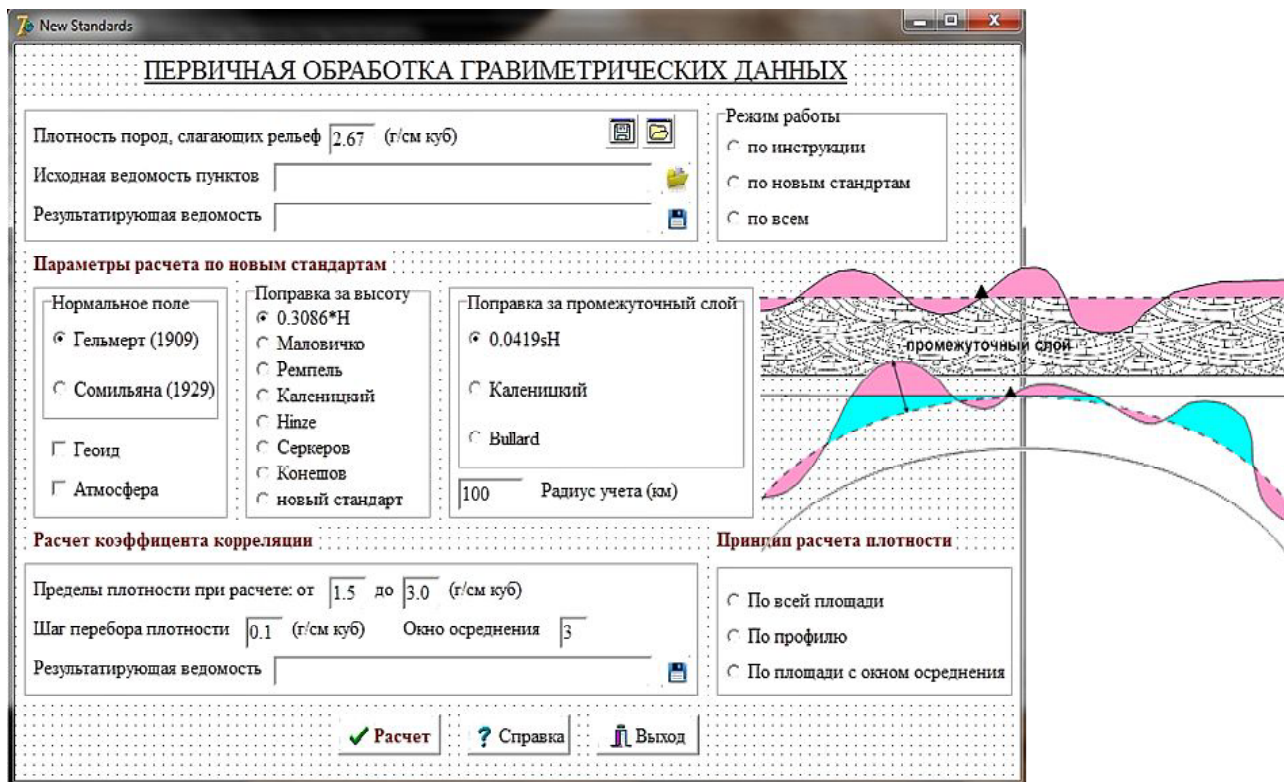 New Standards
ПЕРВИЧНАЯ ОБРАБОТКА ГРАВИМЕТРИЧЕСКИХ ДАННЫХ
Плотность пород, слагающих рельеф 2.67 (г/см куб)
Исходная ведомость пунктов
Результатирующая ведомость
Режим работы
по инструкции
по новым стандртам
по всем
Параметры расчета по новым стандартам
Нормальное поле
Гельмерт (1909)
Сомильяна (1929)
Геоид
Атмосфера
Поправка за высоту
0.3086*H
Маловичко
Ремпель
Каленицкий
Hinze
Серкеров
Конешов
новый стандарт
Поправка за промежуточный слой
0.0419sH
Каленицкий
Bullard
100 Радиус учета (км)
промежуточный слой
Расчет коэффицента корреляции
Пределы плотности при расчете: от 1.5 до 3.0 (г/см куб)
Шаг перебора плотности 0.1 (г/см куб) Окно осреднения 3
Результатирующая ведомость
Принцип расчета плотности
По всей площади
По профилю
По площади с окном осреднения
Расчет
? Справка
Выход